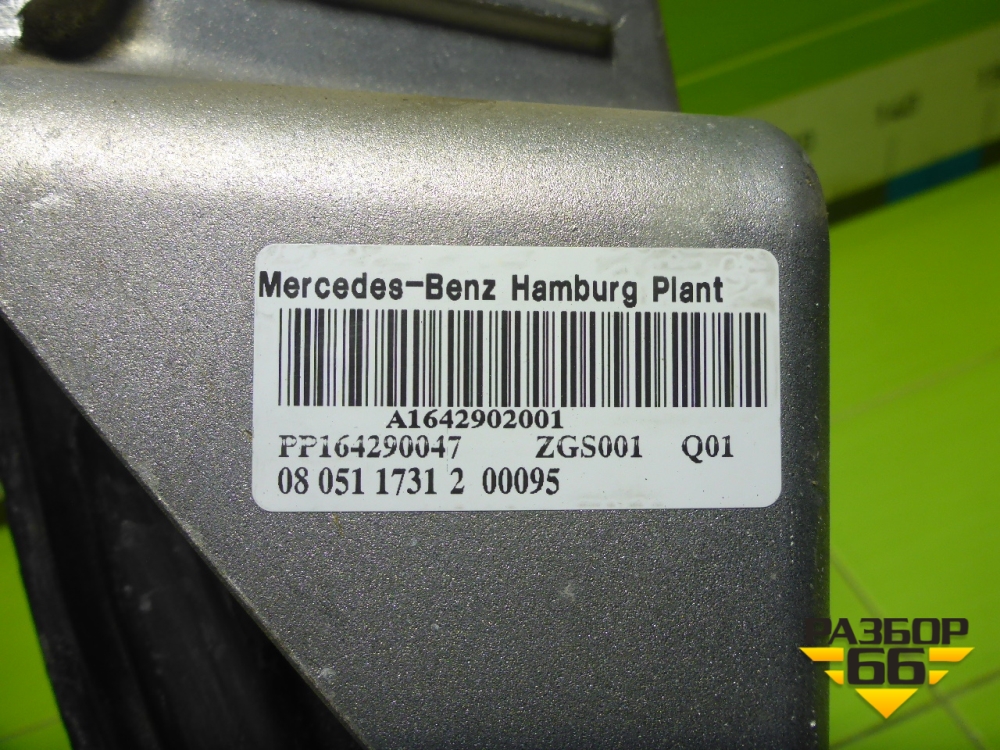 Mercedes-Benz Hamburg Plant
A1642902001
PP164290047 ZGS001 Q01
08 051 1731 2 00095
РАЗБОР
66